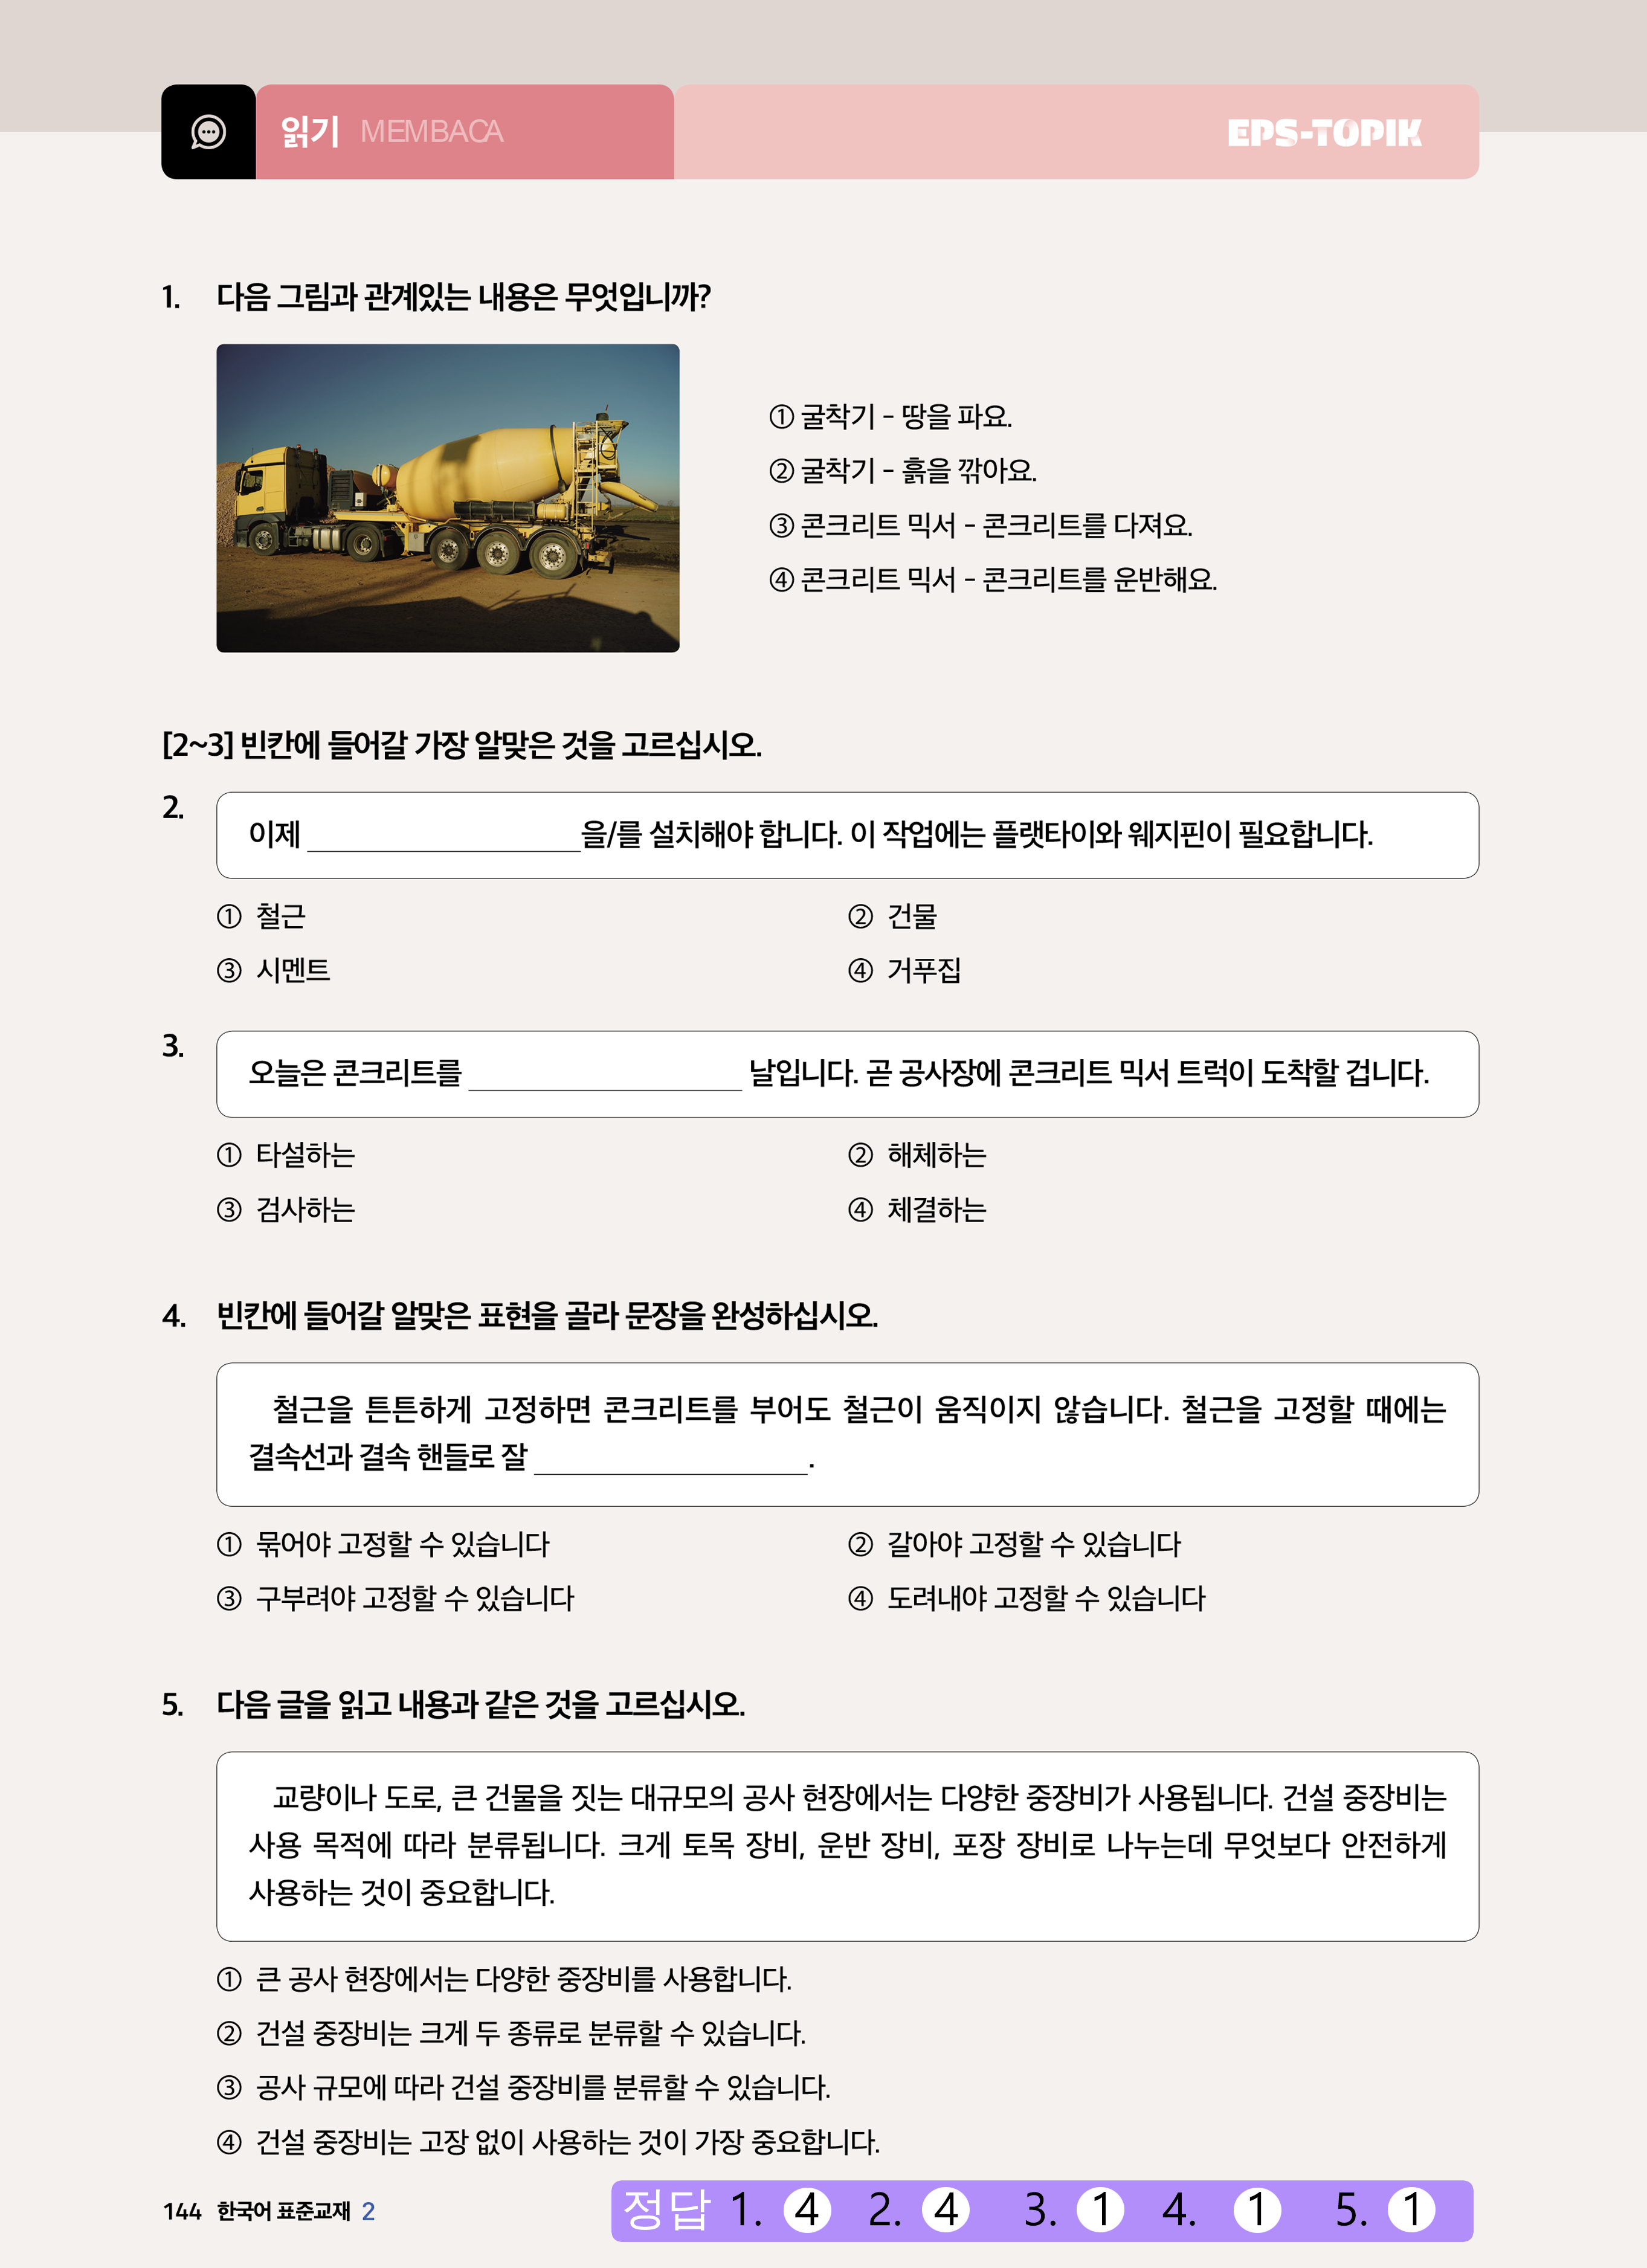 읽기 MEMBACA
EPS-TOPIK
1. 다음 그림과 관계있는 내용은 무엇입니까?
① 굴착기 - 땅을 파요.
② 굴착기 - 흙을 깎아요.
③ 콘크리트 믹서 - 콘크리트를 다져요.
④ 콘크리트 믹서 - 콘크리트를 운반해요.
[2~3] 빈칸에 들어갈 가장 알맞은 것을 고르십시오.
2. 이제 ____________________을/를 설치해야 합니다. 이 작업에는 플랫타이와 웨지핀이 필요합니다.
① 철근 ② 건물
③ 시멘트 ④ 거푸집
3. 오늘은 콘크리트를 ____________________ 날입니다. 곧 공사장에 콘크리트 믹서 트럭이 도착할 겁니다.
① 타설하는 ② 해체하는
③ 검사하는 ④ 체결하는
4. 빈칸에 들어갈 알맞은 표현을 골라 문장을 완성하십시오.
철근을 튼튼하게 고정하면 콘크리트를 부어도 철근이 움직이지 않습니다. 철근을 고정할 때에는
결속선과 결속 핸들로 잘 ____________________.
① 묶어야 고정할 수 있습니다 ② 갈아야 고정할 수 있습니다
③ 구부려야 고정할 수 있습니다 ④ 도려내야 고정할 수 있습니다
5. 다음 글을 읽고 내용과 같은 것을 고르십시오.
교량이나 도로, 큰 건물을 짓는 대규모의 공사 현장에서는 다양한 중장비가 사용됩니다. 건설 중장비는
사용 목적에 따라 분류됩니다. 크게 토목 장비, 운반 장비, 포장 장비로 나누는데 무엇보다 안전하게
사용하는 것이 중요합니다.
① 큰 공사 현장에서는 다양한 중장비를 사용합니다.
② 건설 중장비는 크게 두 종류로 분류할 수 있습니다.
③ 공사 규모에 따라 건설 중장비를 분류할 수 있습니다.
④ 건설 중장비는 고장 없이 사용하는 것이 가장 중요합니다.
144 한국어 표준교재 2
정답 1. 4 2. 4 3. 1 4. 1 5. 1